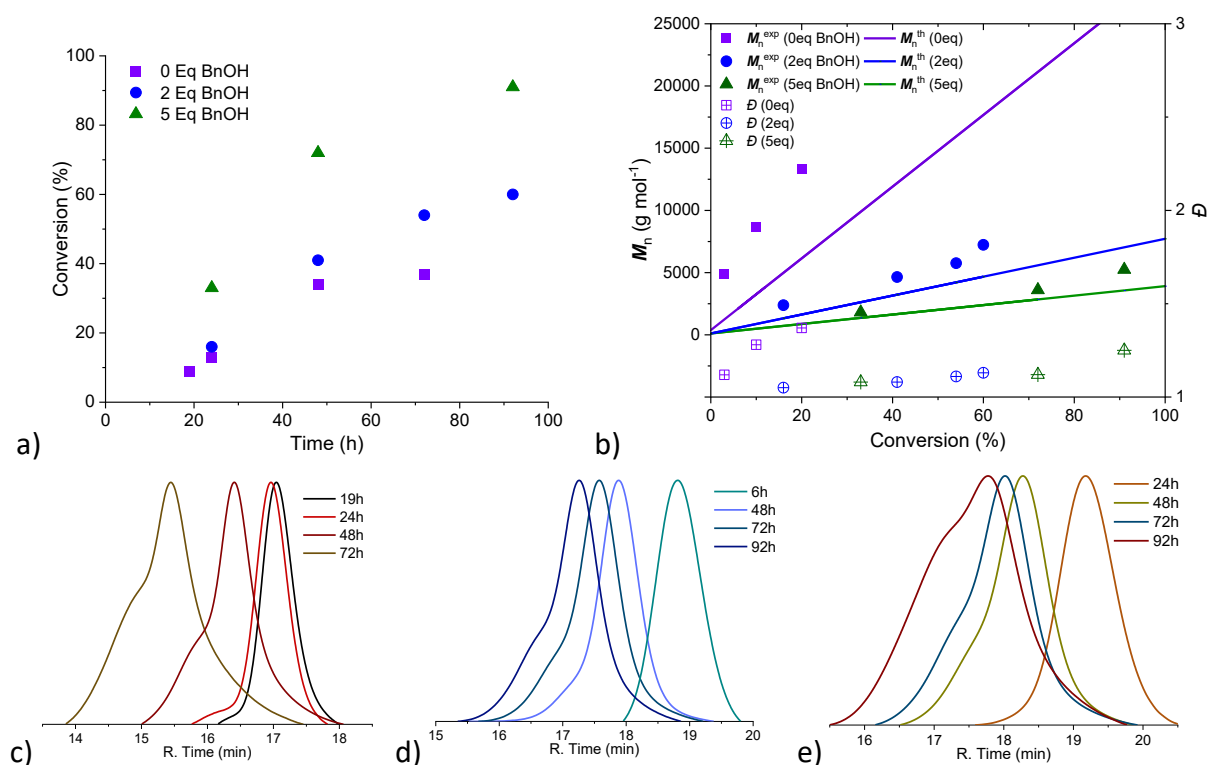 100
80
60
40
20
0
0 20 40 60 80 100
Conversion (%)
Time (h)
0 Eq BnOH
2 Eq BnOH
5 Eq BnOH
a)
25000
20000
15000
10000
5000
0
Mₙ (g mol⁻¹)
3
2
1
Đ
0 20 40 60 80 100
Conversion (%)
Mₙᵉˣᵖ (0eq BnOH) Mₙᵗʰ (0eq)
Mₙᵉˣᵖ (2eq BnOH) Mₙᵗʰ (2eq)
Mₙᵉˣᵖ (5eq BnOH) Mₙᵗʰ (5eq)
Đ (0eq)
Đ (2eq)
Đ (5eq)
b)
19h
24h
48h
72h
14 15 16 17 18
R. Time (min)
c)
6h
48h
72h
92h
15 16 17 18 19 20
R. Time (min)
d)
24h
48h
72h
92h
16 17 18 19 20
R. Time (min)
e)